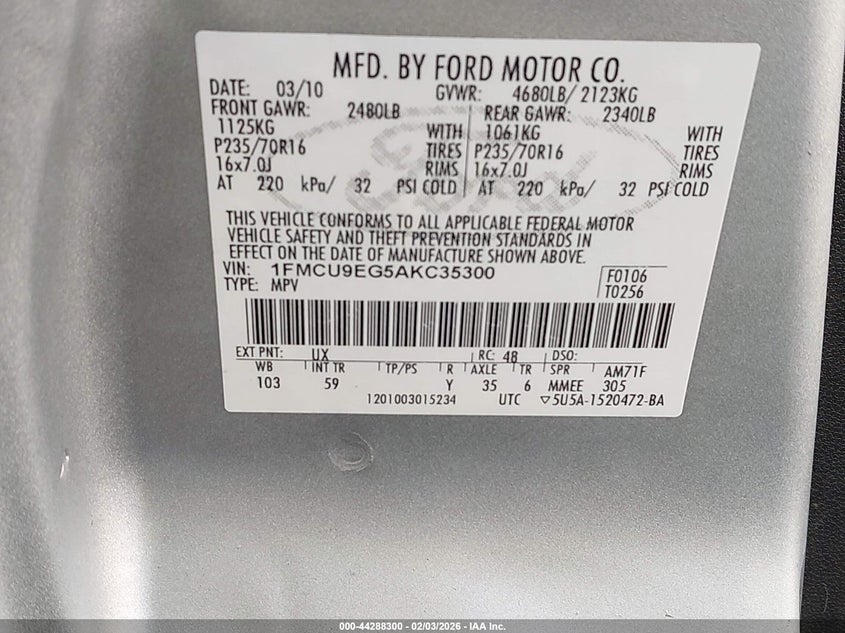 MFD. BY FORD MOTOR CO.
DATE: 03/10 GVWR: 4680LB/ 2123KG
FRONT GAWR: 2480LB REAR GAWR: 2340LB
1125KG WITH 1061KG WITH
P235/70R16 TIRES P235/70R16 TIRES
16x7.0J RIMS 16x7.0J RIMS
AT 220 kPa/ 32 PSI COLD AT 220 kPa/ 32 PSI COLD
THIS VEHICLE CONFORMS TO ALL APPLICABLE FEDERAL MOTOR
VEHICLE SAFETY AND THEFT PREVENTION STANDARDS IN
EFFECT ON THE DATE OF MANUFACTURE SHOWN ABOVE.
VIN: 1FMCU9EG5AKC35300 F0106
TYPE: MPV T0256
EXT PNT: UX RC: 48 DSO:
WB INT TR TP/PS R AXLE TR SPR AM71F
103 59 Y 35 6 MMEE 305
1201003015234 UTC ▽5U5A-1520472-BA
000-44288300 - 02/03/2026 - IAA Inc.